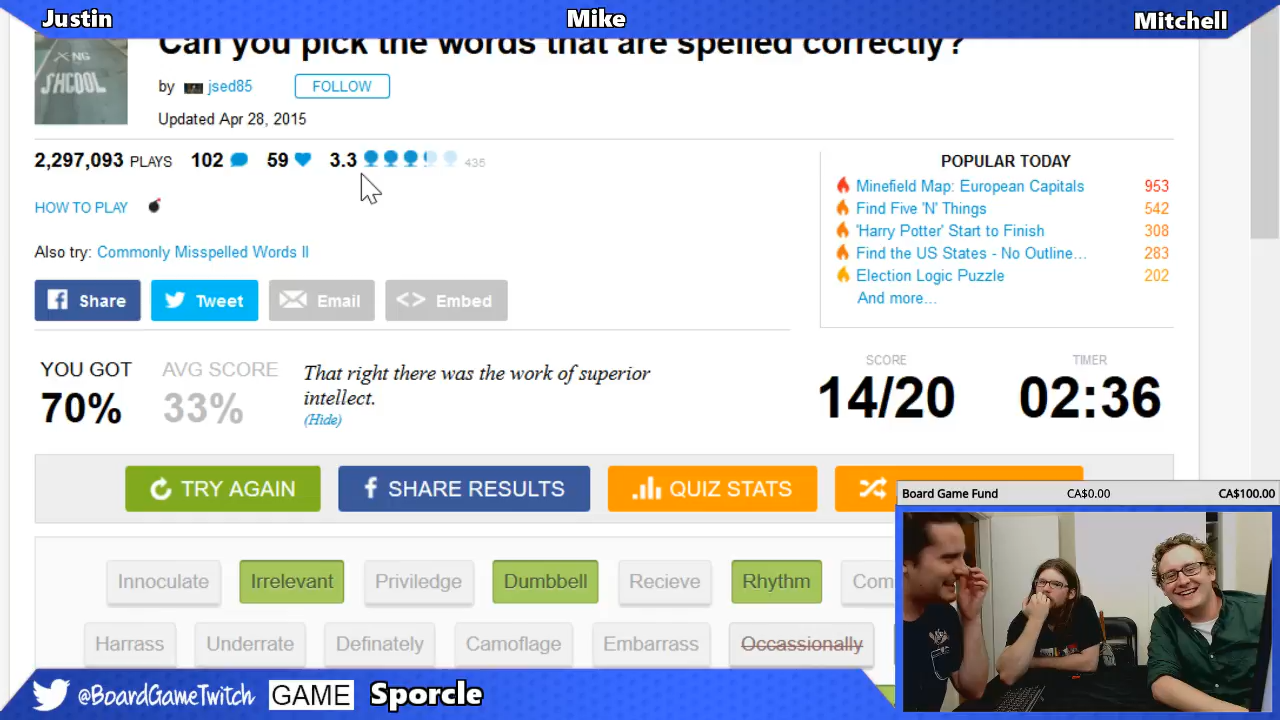 Justin Mike Mitchell
Can you pick the words that are spelled correctly?
X-NG
SHCOOL
by jsed85 FOLLOW
Updated Apr 28, 2015
2,297,093 PLAYS 102 59 3.3 435
HOW TO PLAY
Also try: Commonly Misspelled Words II
Share Tweet Email <> Embed
POPULAR TODAY
Minefield Map: European Capitals 953
Find Five 'N' Things 542
'Harry Potter' Start to Finish 308
Find the US States - No Outline... 283
Election Logic Puzzle 202
And more...
YOU GOT AVG SCORE
70% 33%
That right there was the work of superior
intellect.
(Hide)
SCORE TIMER
14/20 02:36
TRY AGAIN SHARE RESULTS QUIZ STATS
Board Game Fund CA$0.00 CA$100.00
Innoculate Irrelevant Priviledge Dumbbell Recieve Rhythm Com
Harrass Underrate Definately Camoflage Embarrass Occassionally
@BoardGameTwitch GAME Sporcle